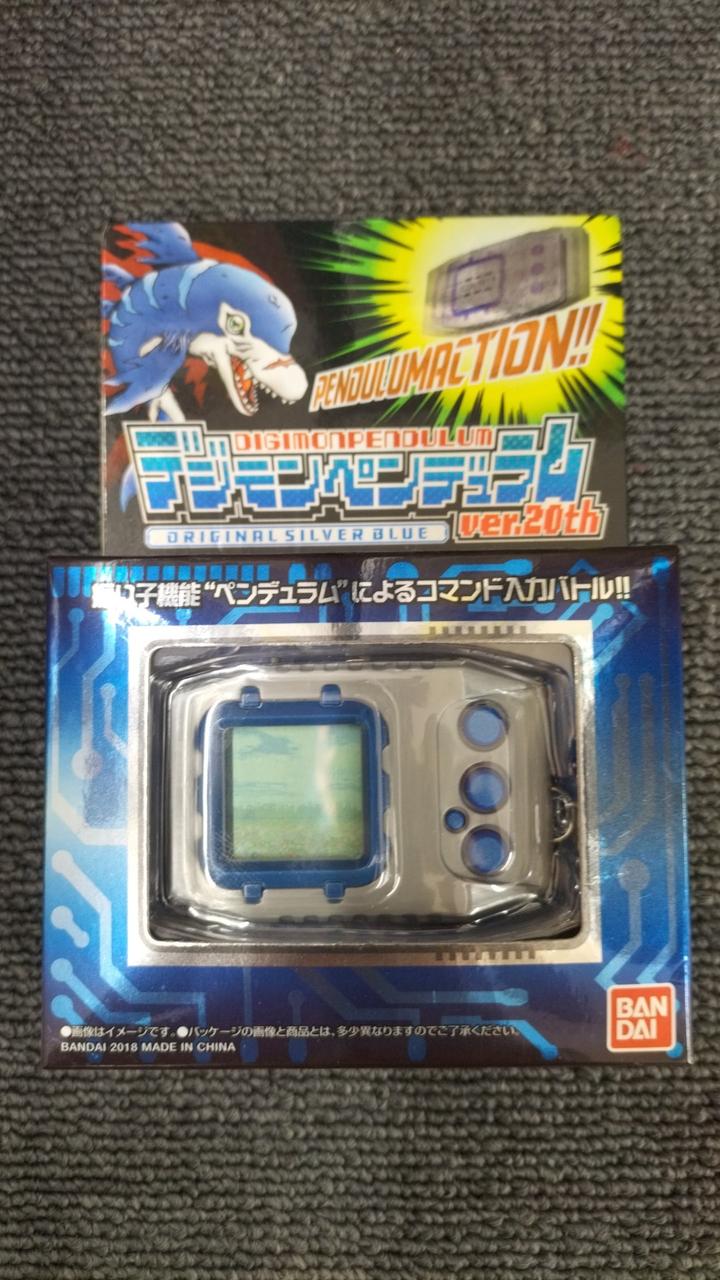 PENDULUMACTION!!
DIGIMONPENDULUM
デジモンペンデュラム
ORIGINAL SILVER BLUE
ver.20th
振り子機能“ペンデュラム”によるコマンド入力バトル!!
●画像はイメージです。●パッケージの画像と商品とは、多少異なりますのでご了承ください。
BANDAI 2018 MADE IN CHINA
BAN
DAI